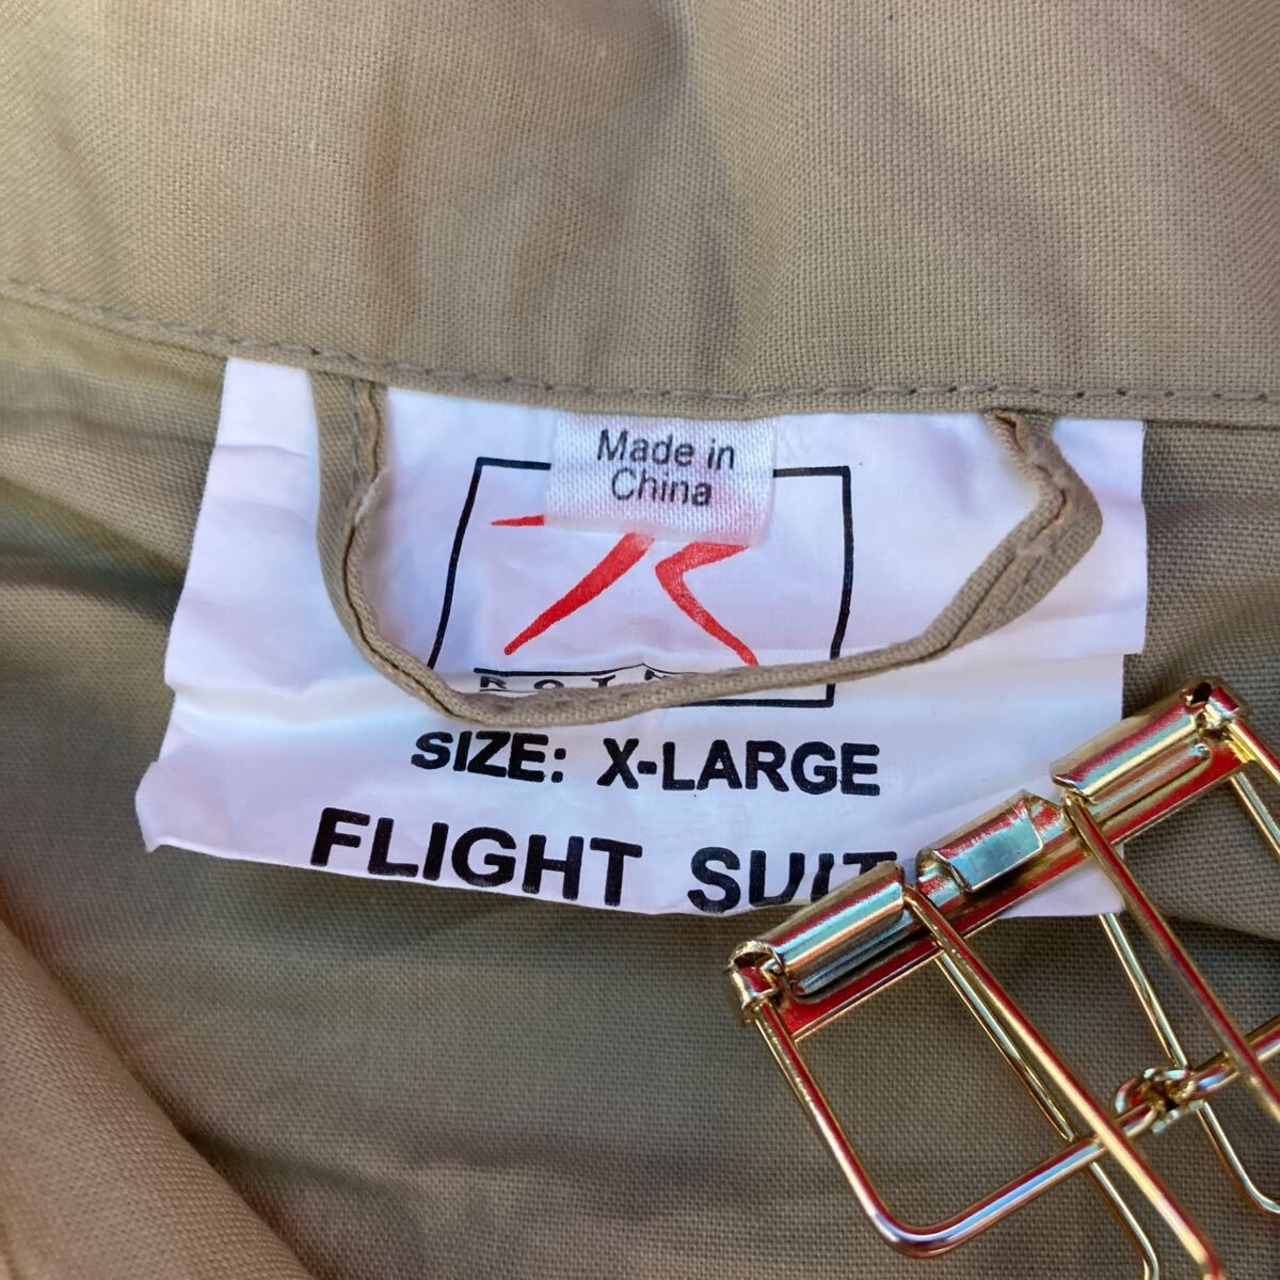 Made in
China
SIZE: X-LARGE
FLIGHT SUIT